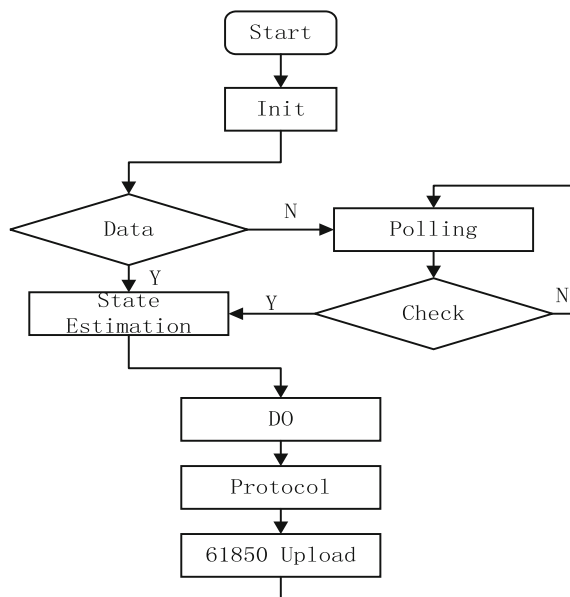 Start
Init
Data
N
Polling
Y
State
Estimation
Y
Check
N
DO
Protocol
61850 Upload